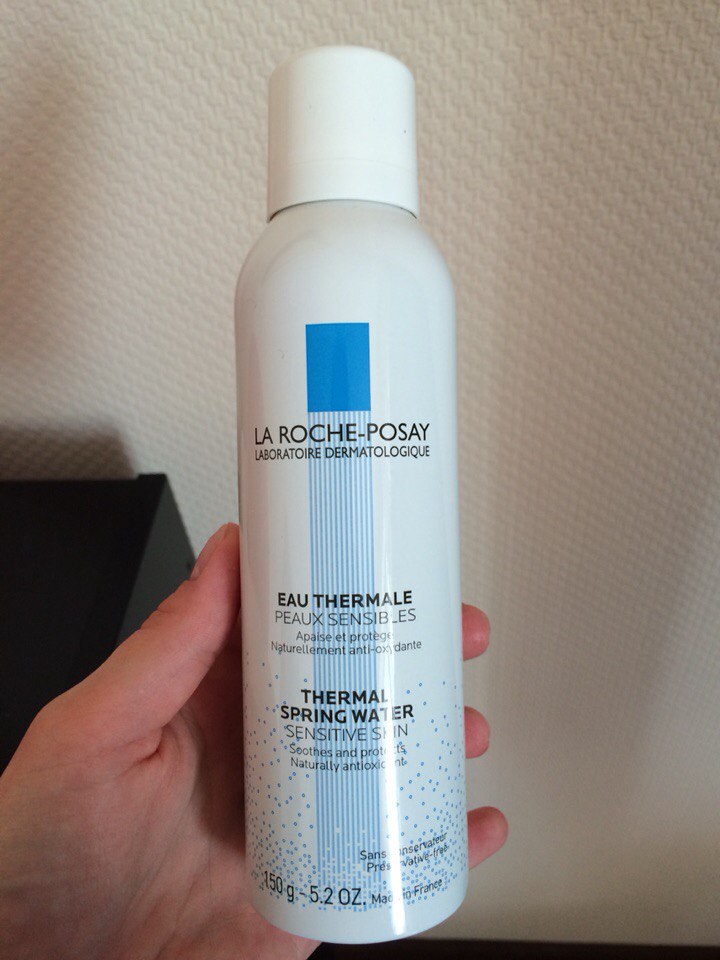 LA ROCHE-POSAY
LABORATOIRE DERMATOLOGIQUE
EAU THERMALE
PEAUX SENSIBLES
Apaise et protège
Naturellement anti-oxydante
THERMAL
SPRING WATER
SENSITIVE SKIN
Soothes and protects
Naturally antioxidant
Sans conservateur
Preservative-free
150 g - 5.2 OZ. Made in France